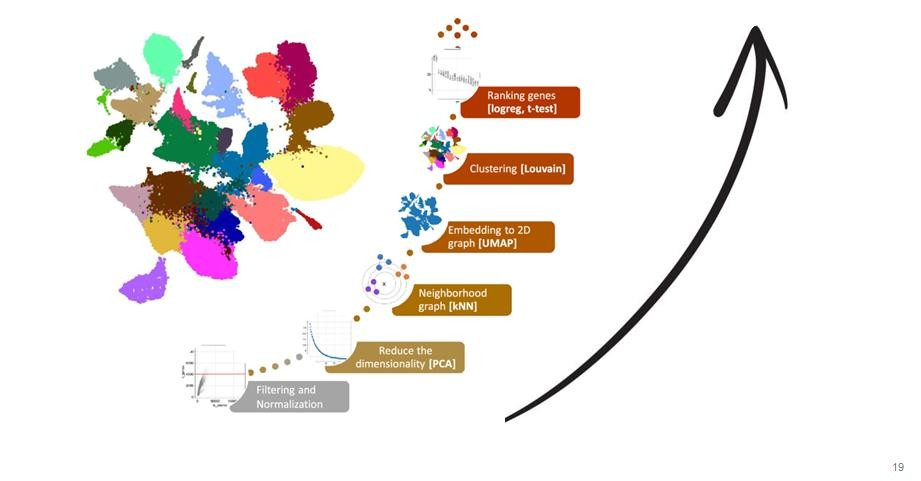 Ranking genes
[logreg, t-test]
Clustering [Louvain]
Embedding to 2D
graph [UMAP]
Neighborhood
graph [kNN]
Reduce the
dimensionality [PCA]
Filtering and
Normalization
19